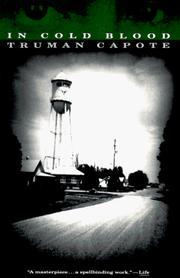 IN COLD BLOOD
TRUMAN CAPOTE
"A masterpiece...a spellbinding work." —Life